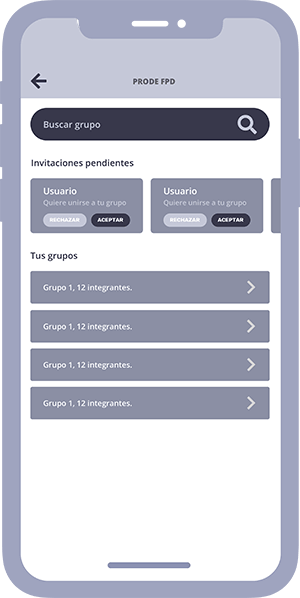 PRODE FPD
Buscar grupo
Invitaciones pendientes
Usuario
Quiere unirse a tu grupo
RECHAZAR ACEPTAR
Usuario
Quiere unirse a tu grupo
RECHAZAR ACEPTAR
Tus grupos
Grupo 1, 12 integrantes.
Grupo 1, 12 integrantes.
Grupo 1, 12 integrantes.
Grupo 1, 12 integrantes.